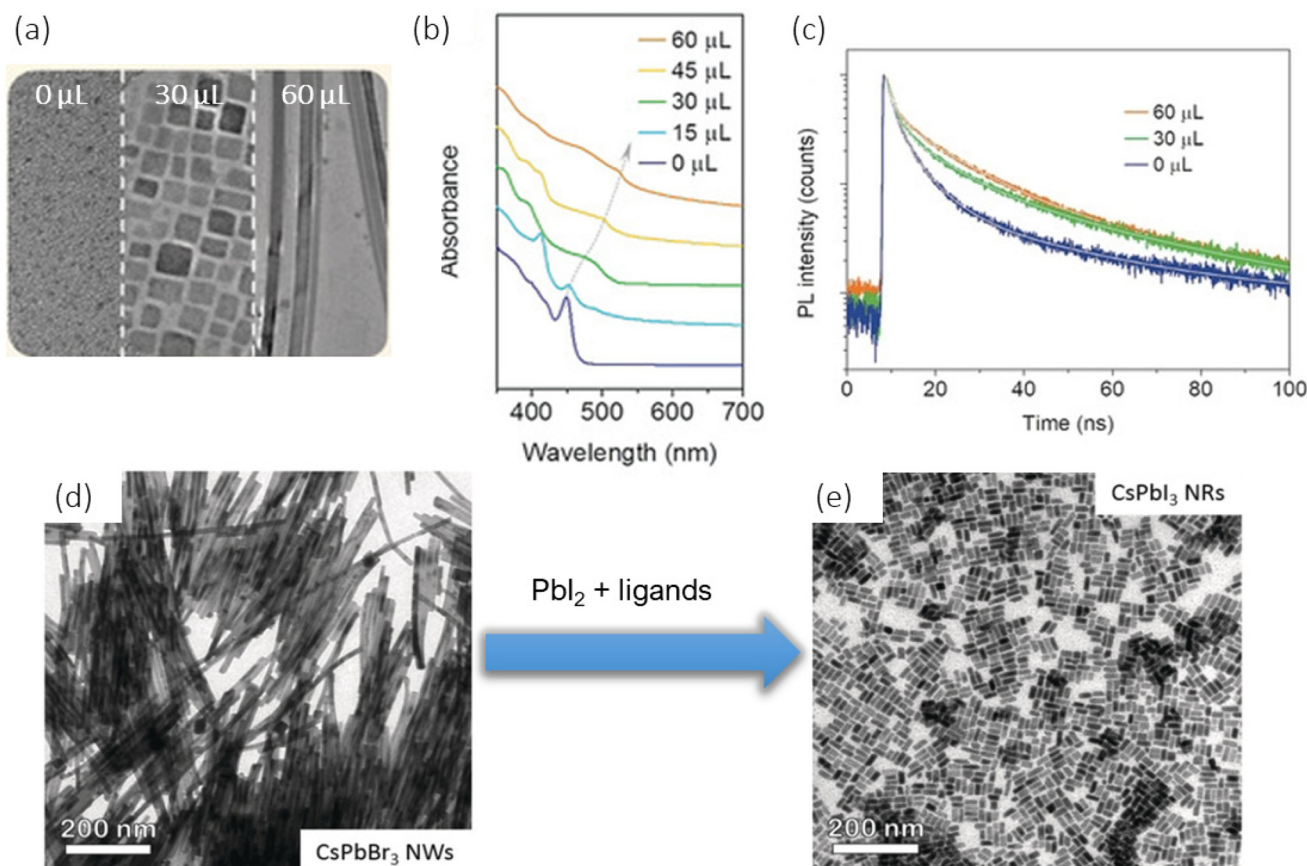 (a)
0 µL 30 µL 60 µL
(b)
Absorbance
60 µL
45 µL
30 µL
15 µL
0 µL
400 500 600 700
Wavelength (nm)
(c)
PL intensity (counts)
60 µL
30 µL
0 µL
0 20 40 60 80 100
Time (ns)
(d)
200 nm
CsPbBr₃ NWs
PbI₂ + ligands
(e)
CsPbI₃ NRs
200 nm